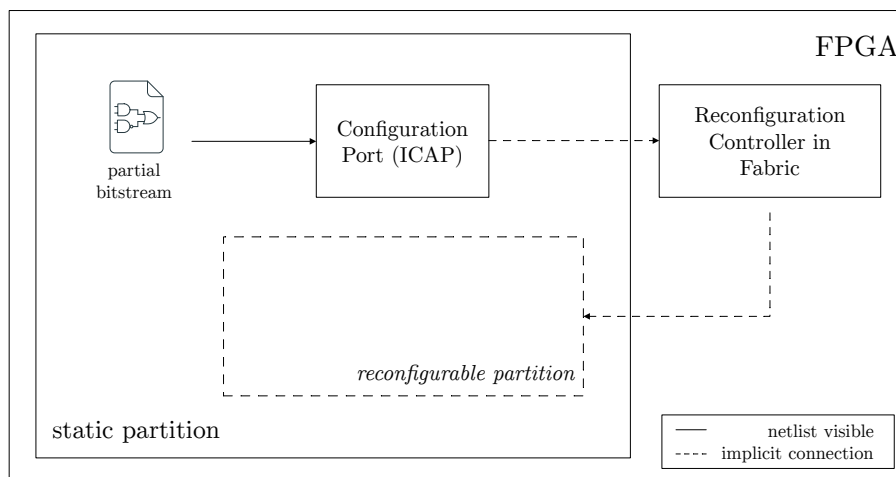 FPGA
partial
bitstream
Configuration
Port (ICAP)
Reconfiguration
Controller in
Fabric
reconfigurable partition
static partition
netlist visible
implicit connection